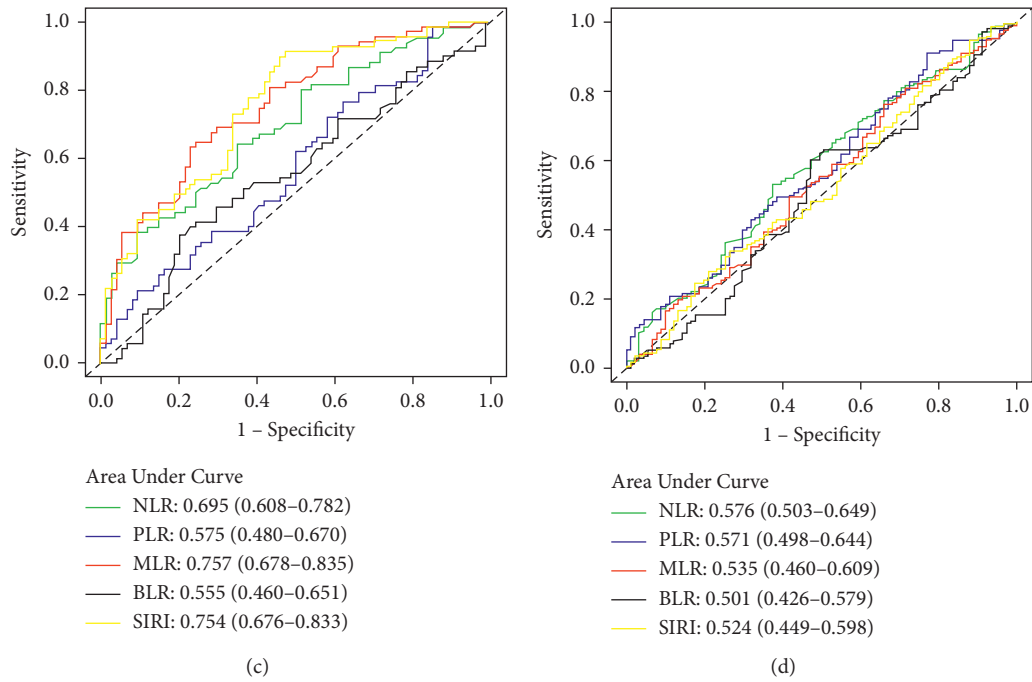 1.0
0.8
0.6
0.4
0.2
0.0
Sensitivity
0.0 0.2 0.4 0.6 0.8 1.0
1 – Specificity
Area Under Curve
NLR: 0.695 (0.608–0.782)
PLR: 0.575 (0.480–0.670)
MLR: 0.757 (0.678–0.835)
BLR: 0.555 (0.460–0.651)
SIRI: 0.754 (0.676–0.833)
(c)
1.0
0.8
0.6
0.4
0.2
0.0
Sensitivity
0.0 0.2 0.4 0.6 0.8 1.0
1 – Specificity
Area Under Curve
NLR: 0.576 (0.503–0.649)
PLR: 0.571 (0.498–0.644)
MLR: 0.535 (0.460–0.609)
BLR: 0.501 (0.426–0.579)
SIRI: 0.524 (0.449–0.598)
(d)